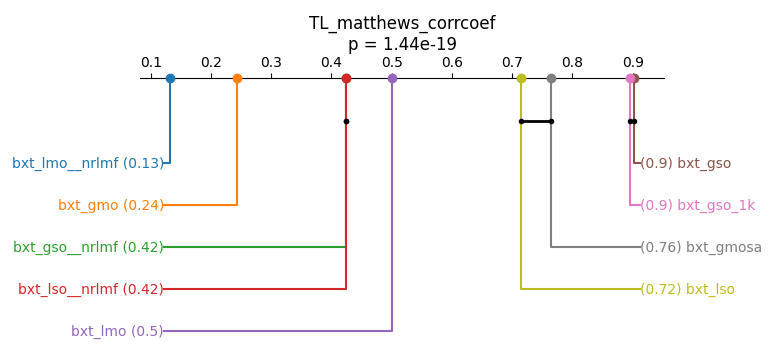 TL_matthews_corrcoef
p = 1.44e-19
0.1 0.2 0.3 0.4 0.5 0.6 0.7 0.8 0.9
bxt_lmo__nrlmf (0.13)
(0.9) bxt_gso
bxt_gmo (0.24)
(0.9) bxt_gso_1k
bxt_gso__nrlmf (0.42)
(0.76) bxt_gmosa
bxt_lso__nrlmf (0.42)
(0.72) bxt_lso
bxt_lmo (0.5)